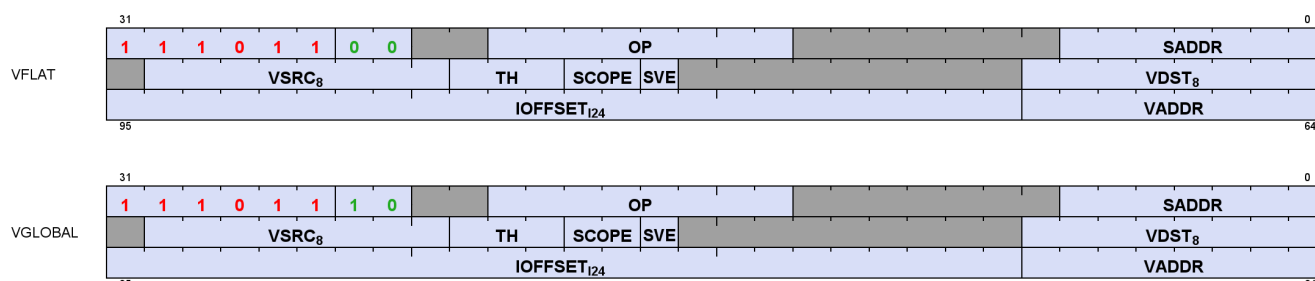 31 0
1 1 1 0 1 1 0 0 OP SADDR
VFLAT VSRC8 TH SCOPE SVE VDST8
IOFFSETI24 VADDR
95 64
31 0
1 1 1 0 1 1 1 0 OP SADDR
VGLOBAL VSRC8 TH SCOPE SVE VDST8
IOFFSETI24 VADDR